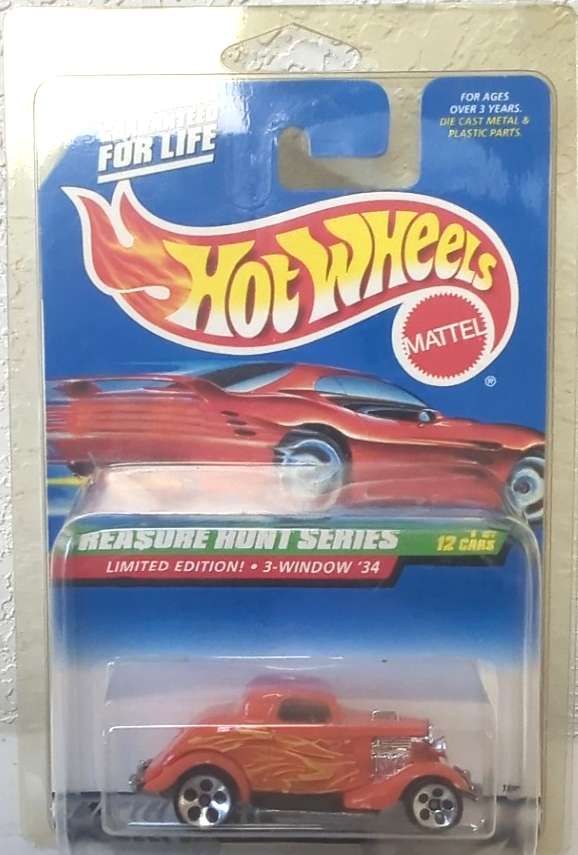 FOR LIFE
FOR AGES
OVER 3 YEARS.
DIE CAST METAL &
PLASTIC PARTS.
HOT WHEELS
MATTEL
®
TREASURE HUNT SERIES
12 CARS
LIMITED EDITION! • 3-WINDOW '34